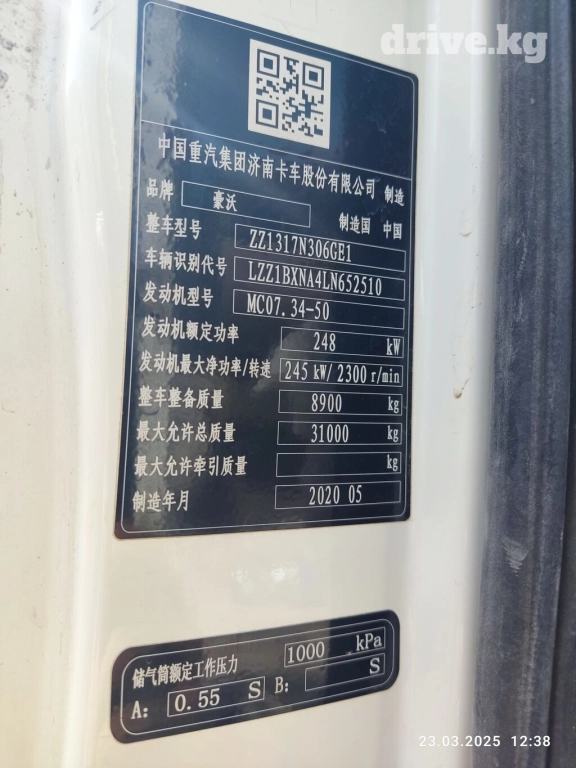 drive.kg
中国重汽集团济南卡车股份有限公司 制造
品牌 豪沃 制造国 中国
整车型号 ZZ1317N306GE1
车辆识别代号 LZZ1BXNA4LN652510
发动机型号 MC07.34-50
发动机额定功率 248 kW
发动机最大净功率/转速 245 kW/ 2300 r/min
整车整备质量 8900 kg
最大允许总质量 31000 kg
最大允许牵引质量 kg
制造年月 2020 05
储气筒额定工作压力 1000 kPa
A: 0.55 S B: S
23.03.2025 12:38